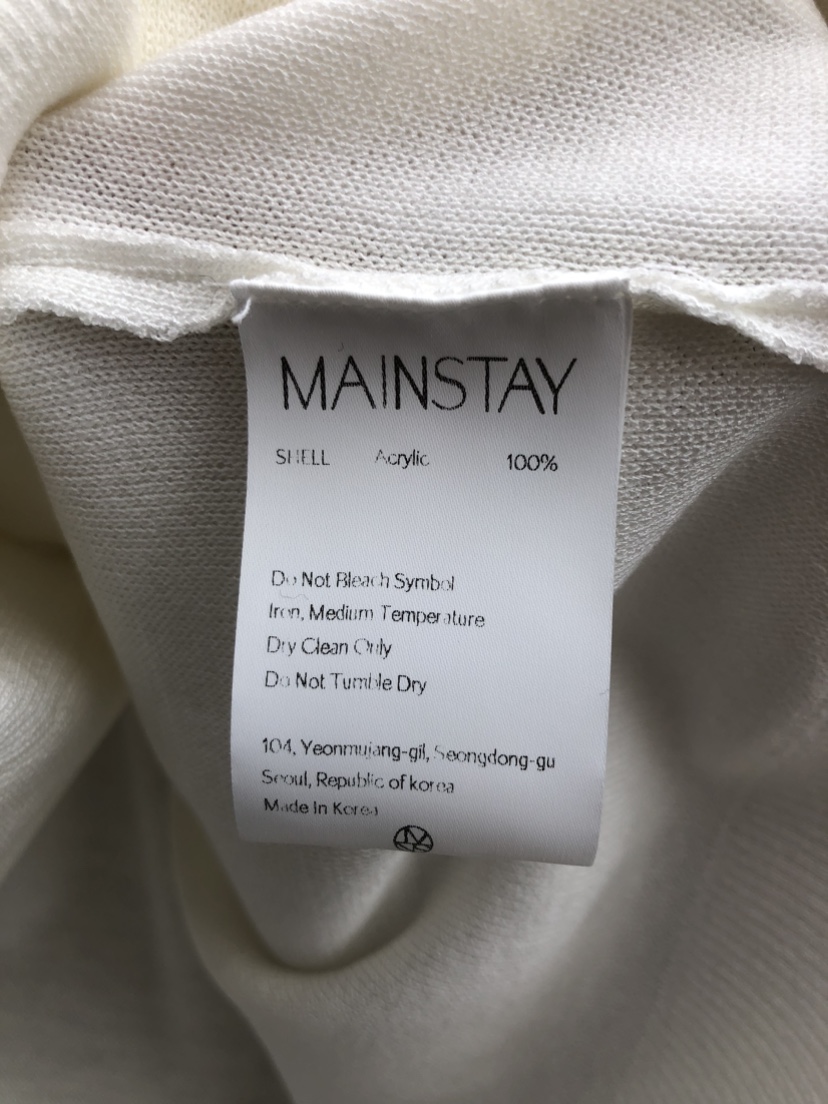 MAINSTAY
SHELL Acrylic 100%
Do Not Bleach Symbol
Iron, Medium Temperature
Dry Clean Only
Do Not Tumble Dry
104, Yeonmujang-gil, Seongdong-gu
Seoul, Republic of korea
Made In Korea